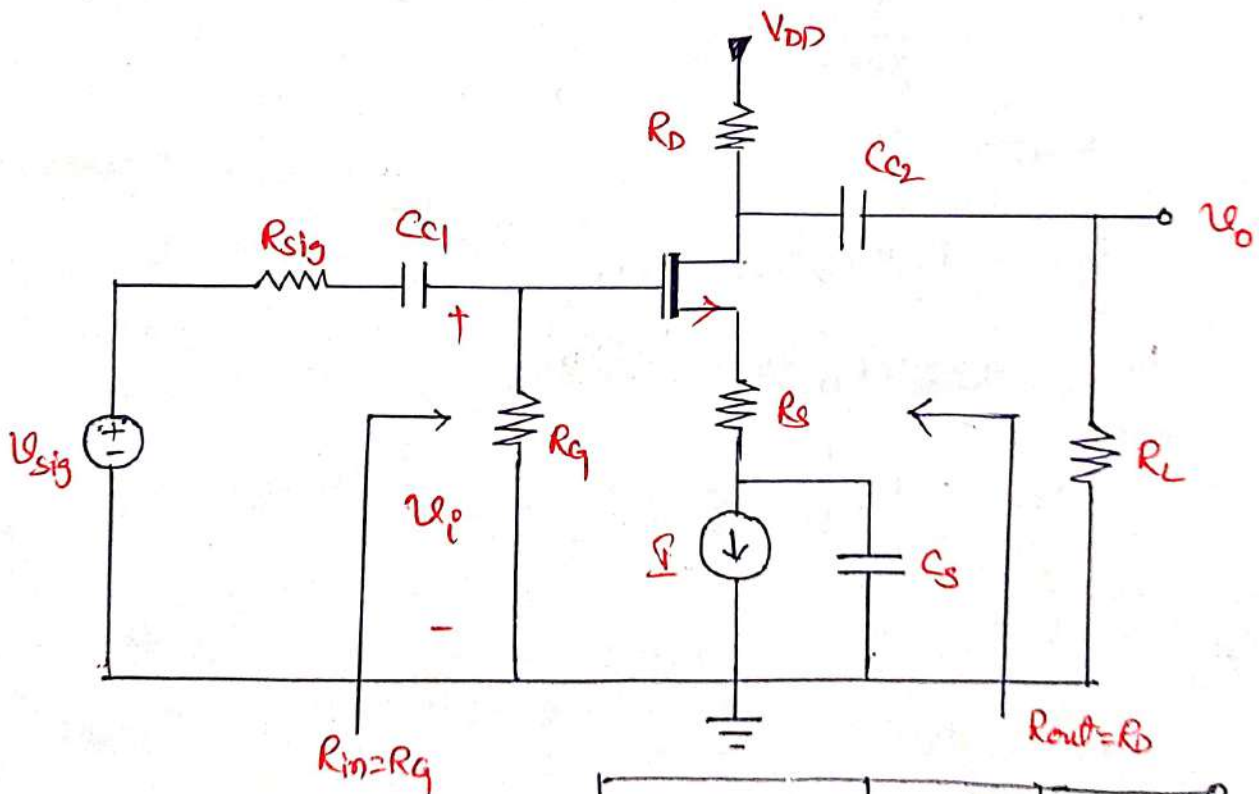 VDD
RD
CC2
vo
Rsig
CC1
+
RS
RG
RL
vsig
+
-
vi
I
CS
-
Rin=RG
Rout=RD